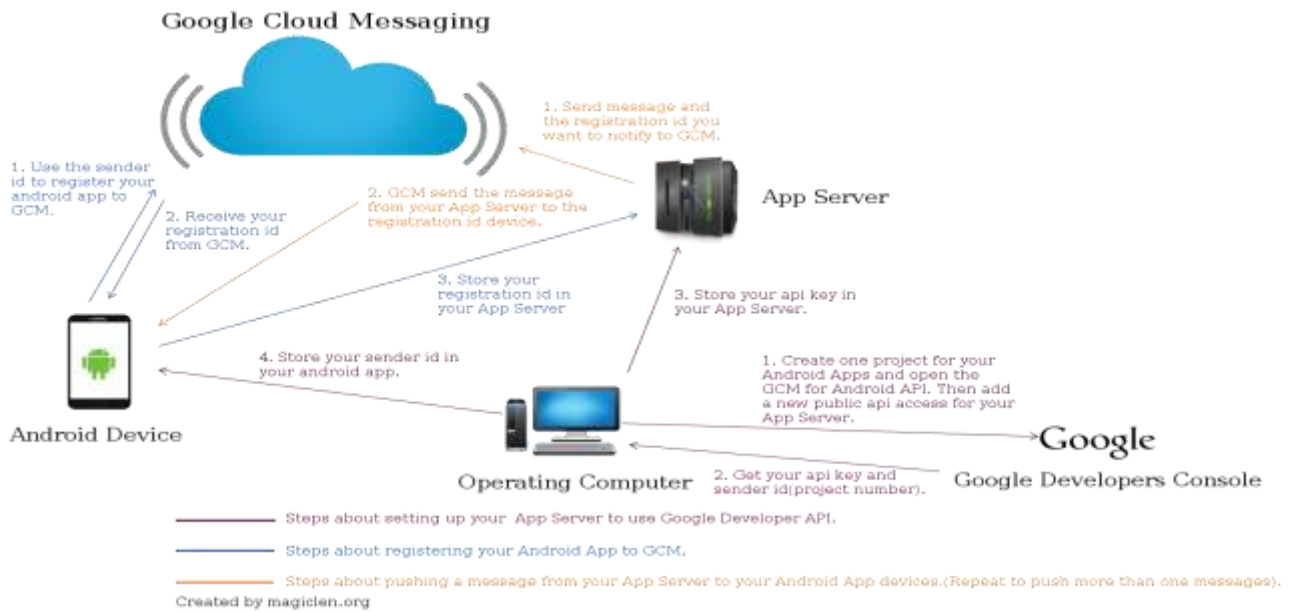 Google Cloud Messaging
1. Send message and
the registration id you
want to notify to GCM.
1. Use the sender
id to register your
android app to
GCM.
2. Receive your
registration id
from GCM.
2. GCM send the message
from your App Server to the
registration id device.
App Server
3. Store your
registration id in
your App Server
3. Store your api key in
your App Server.
4. Store your sender id in
your android app.
1. Create one project for your
Android Apps and open the
GCM for Android API. Then add
a new public api access for your
App Server.
Android Device
Google
Operating Computer
2. Get your api key and
sender id(project number).
Google Developers Console
Steps about setting up your App Server to use Google Developer API.
Steps about registering your Android App to GCM.
Steps about pushing a message from your App Server to your Android App devices.(Repeat to push more than one messages).
Created by magiclen.org